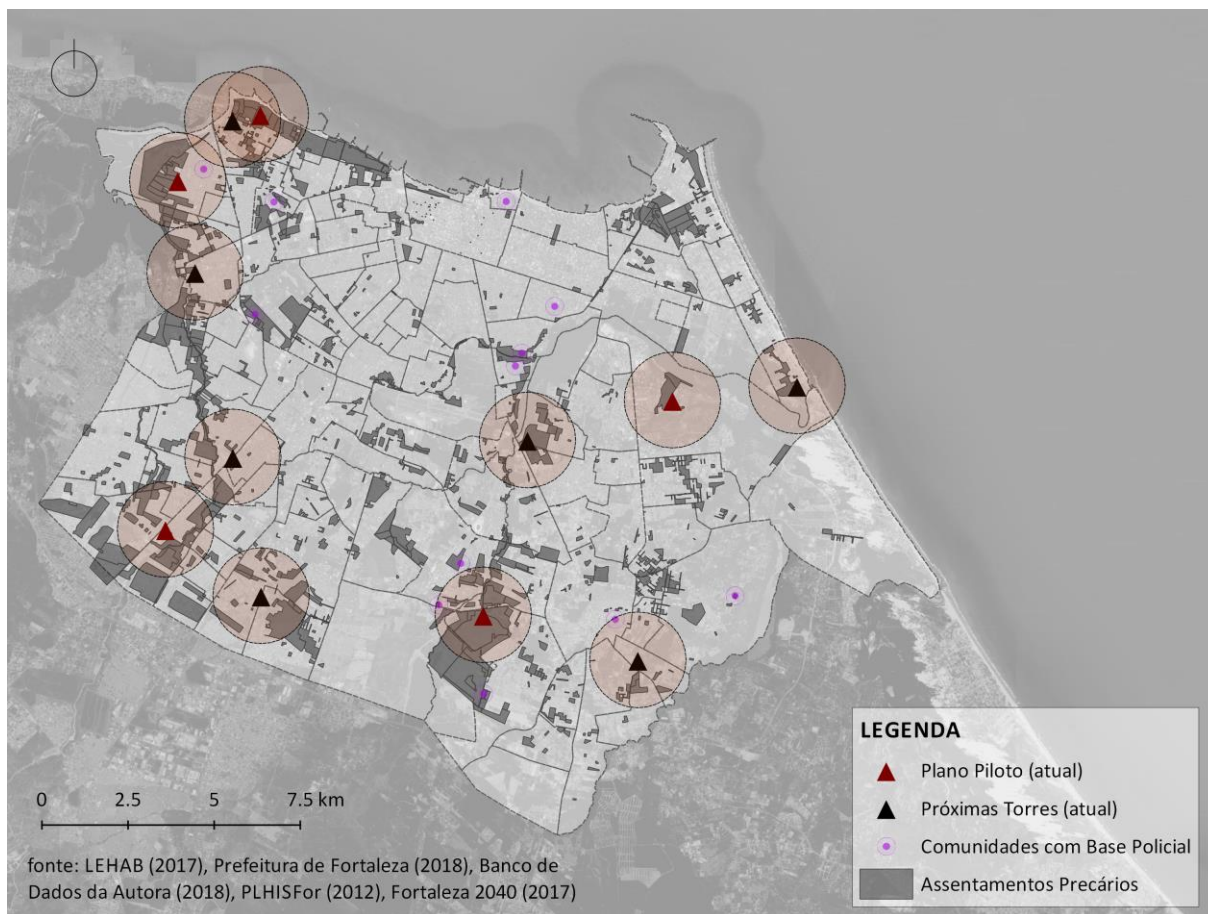 LEGENDA
Plano Piloto (atual)
Próximas Torres (atual)
Comunidades com Base Policial
Assentamentos Precários
0 2.5 5 7.5 km
fonte: LEHAB (2017), Prefeitura de Fortaleza (2018), Banco de
Dados da Autora (2018), PLHISFor (2012), Fortaleza 2040 (2017)